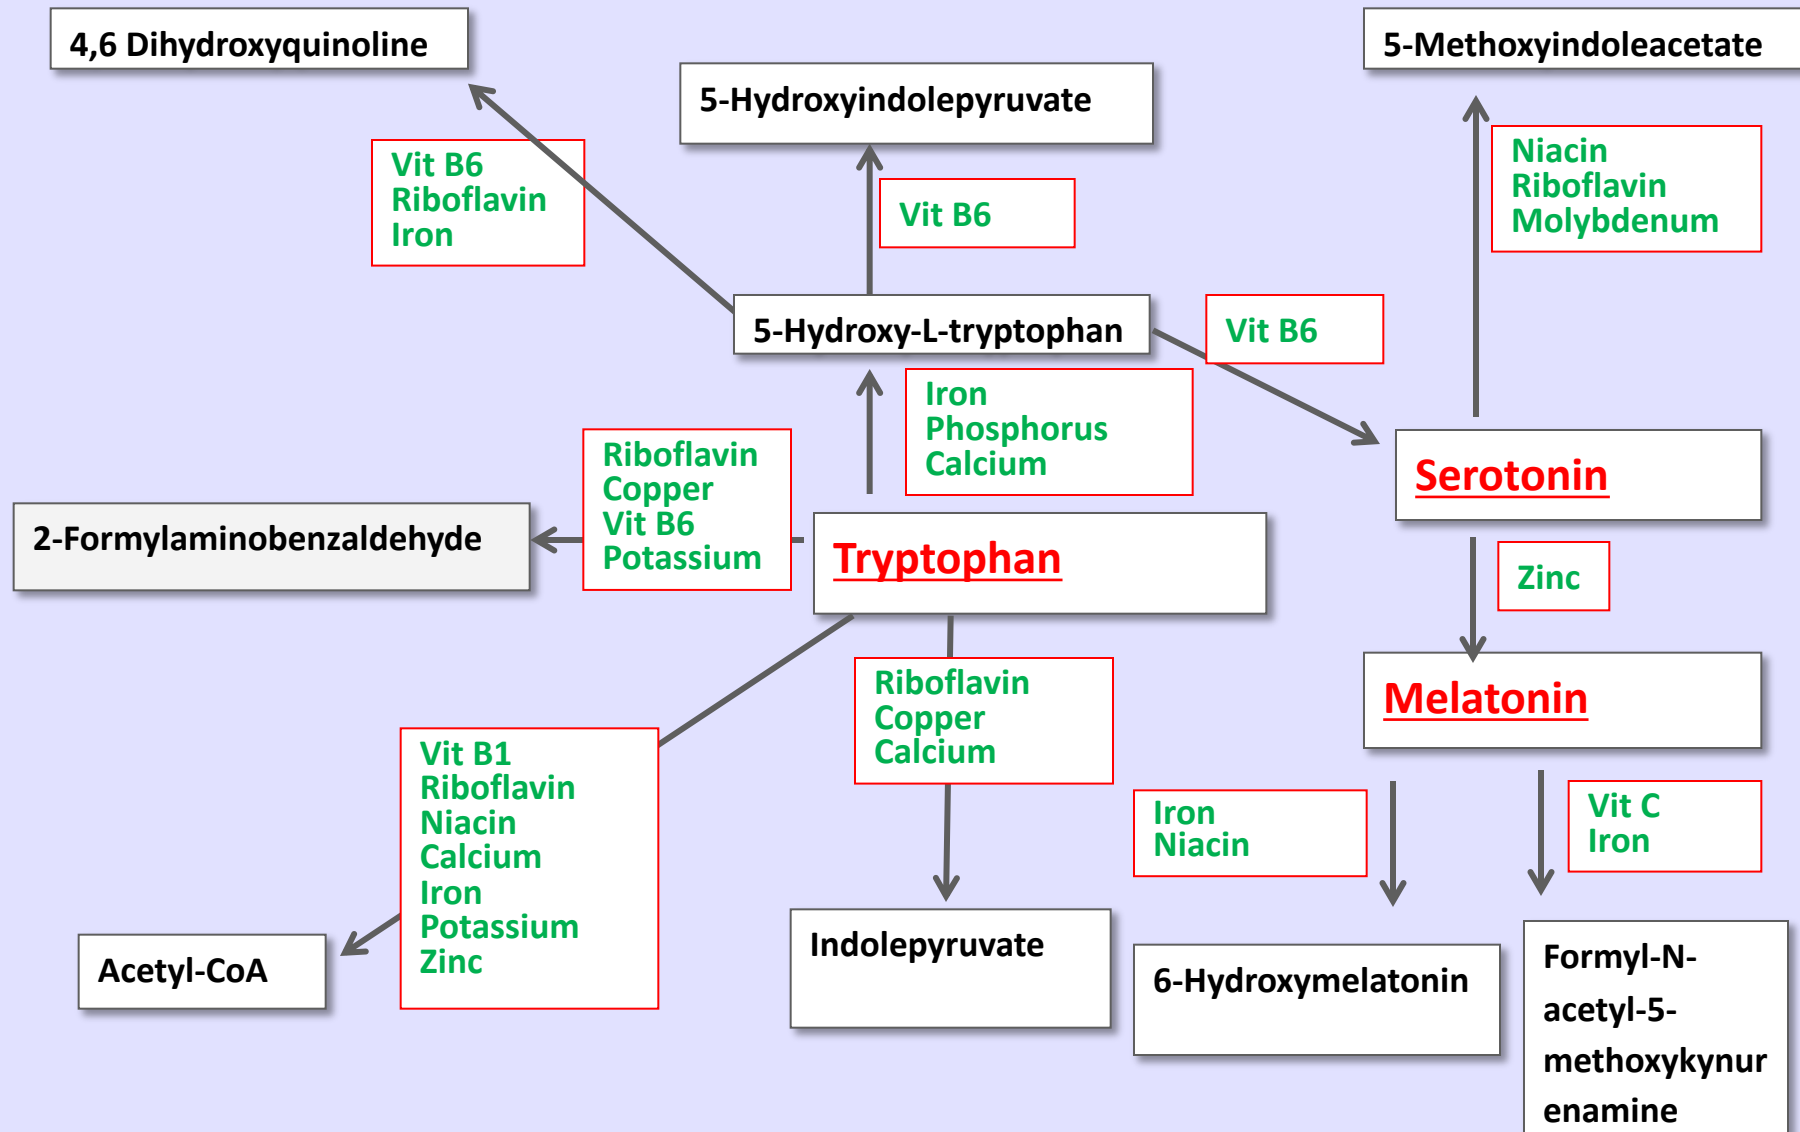 4,6 Dihydroxyquinoline
5-Hydroxyindolepyruvate
5-Methoxyindoleacetate
Vit B6
Riboflavin
Iron
Vit B6
Niacin
Riboflavin
Molybdenum
5-Hydroxy-L-tryptophan
Vit B6
Iron
Phosphorus
Calcium
Riboflavin
Copper
Vit B6
Potassium
Serotonin
2-Formylaminobenzaldehyde
Tryptophan
Zinc
Riboflavin
Copper
Calcium
Melatonin
Vit B1
Riboflavin
Niacin
Calcium
Iron
Potassium
Zinc
Iron
Niacin
Vit C
Iron
Acetyl-CoA
Indolepyruvate
6-Hydroxymelatonin
Formyl-N-
acetyl-5-
methoxykynur
enamine